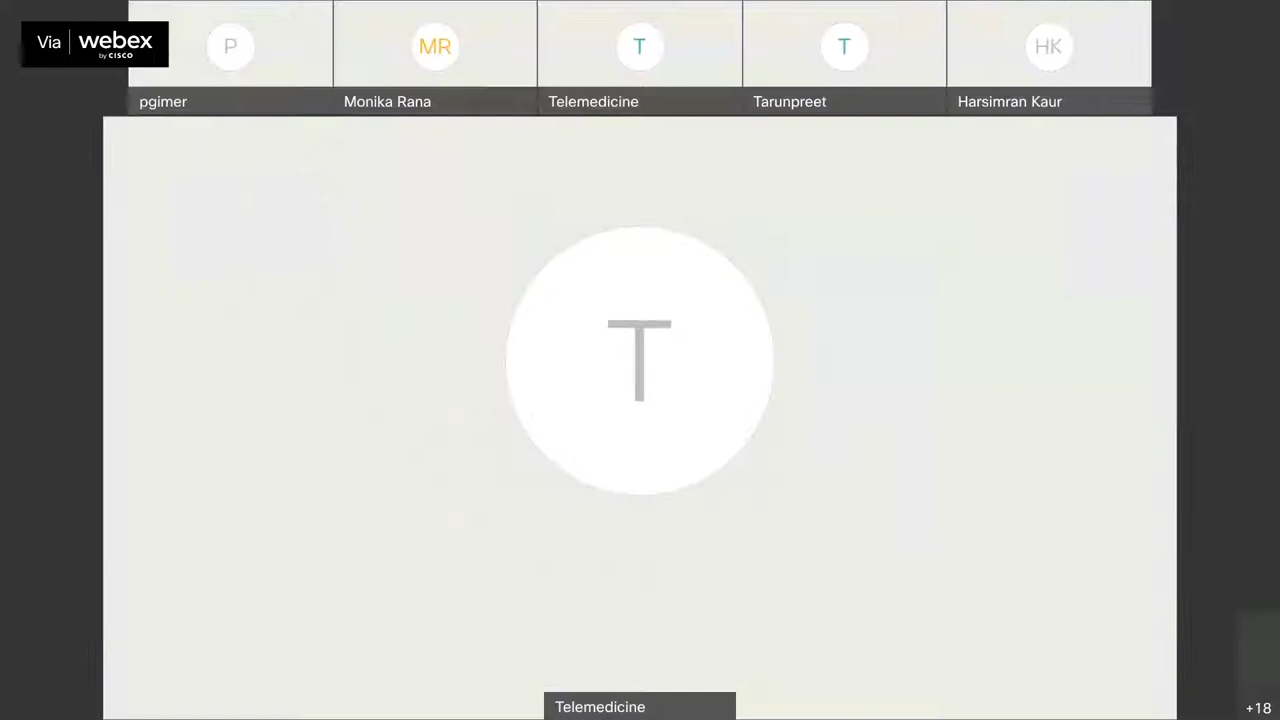 Via webex
by CISCO
P
MR
T
T
HK
pgimer
Monika Rana
Telemedicine
Tarunpreet
Harsimran Kaur
T
Telemedicine
+18